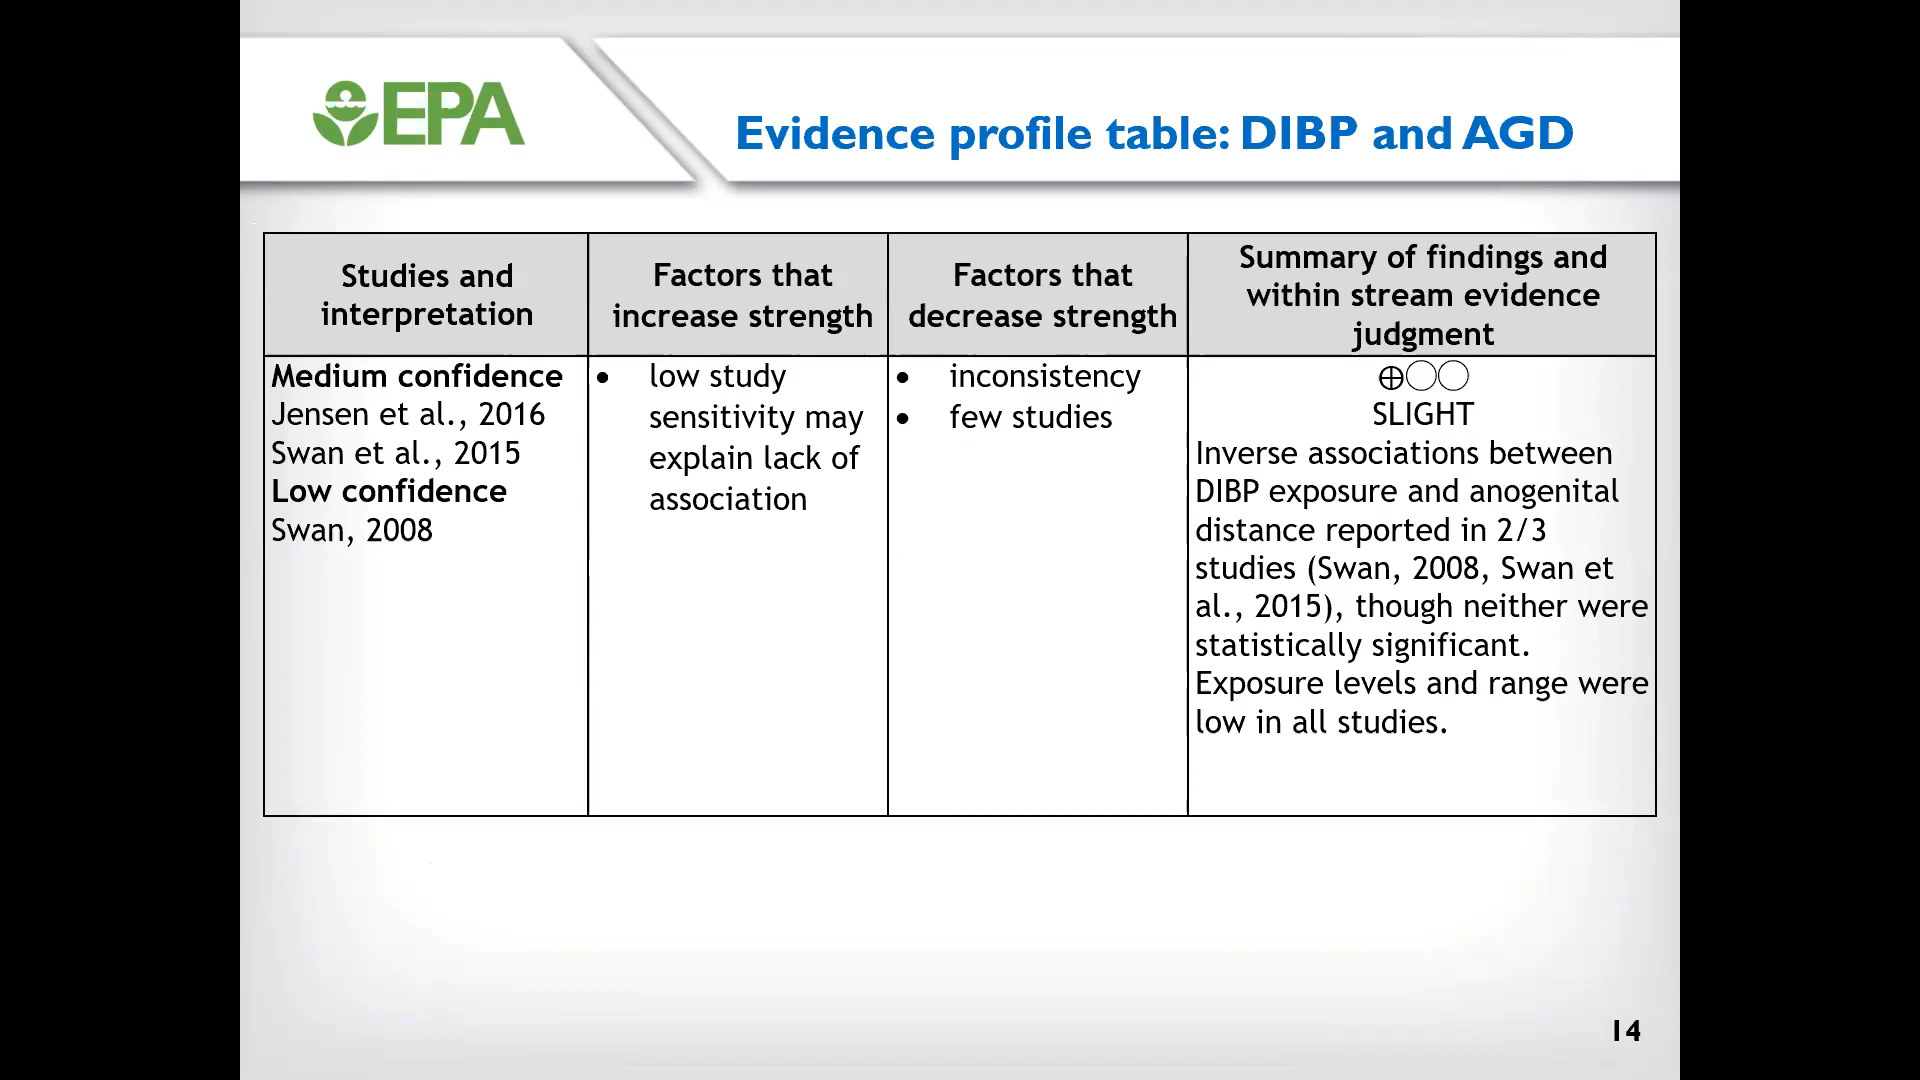 EPA
Evidence profile table: DIBP and AGD
Studies and
interpretation
Factors that
increase strength
Factors that
decrease strength
Summary of findings and
within stream evidence
judgment
Medium confidence
Jensen et al., 2016
Swan et al., 2015
Low confidence
Swan, 2008
• low study
sensitivity may
explain lack of
association
• inconsistency
• few studies
⊕◯◯
SLIGHT
Inverse associations between
DIBP exposure and anogenital
distance reported in 2/3
studies (Swan, 2008, Swan et
al., 2015), though neither were
statistically significant.
Exposure levels and range were
low in all studies.
14